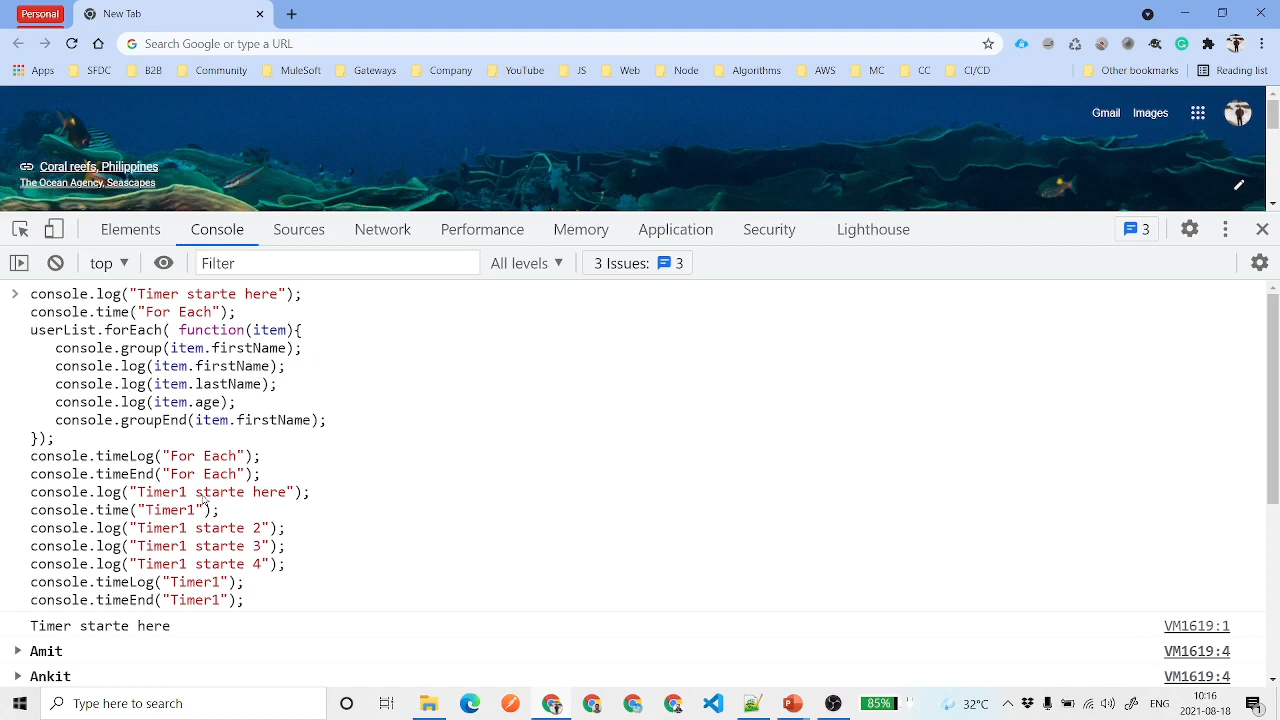 Personal
New Tab
Search Google or type a URL
Apps SFDC B2B Community MuleSoft Gateways Company YouTube JS Web Node Algorithms AWS MC CC CI/CD Other bookmarks Reading list
Gmail Images
Coral reefs, Philippines
The Ocean Agency, Seascapes
Elements Console Sources Network Performance Memory Application Security Lighthouse 3
top Filter All levels 3 Issues: 3
console.log("Timer starte here");
console.time("For Each");
userList.forEach( function(item){
console.group(item.firstName);
console.log(item.firstName);
console.log(item.lastName);
console.log(item.age);
console.groupEnd(item.firstName);
});
console.timeLog("For Each");
console.timeEnd("For Each");
console.log("Timer1 starte here");
console.time("Timer1");
console.log("Timer1 starte 2");
console.log("Timer1 starte 3");
console.log("Timer1 starte 4");
console.timeLog("Timer1");
console.timeEnd("Timer1");
Timer starte here VM1619:1
Amit VM1619:4
Ankit VM1619:4
Type here to search 85% 32°C ENG 10:16
2021-08-18